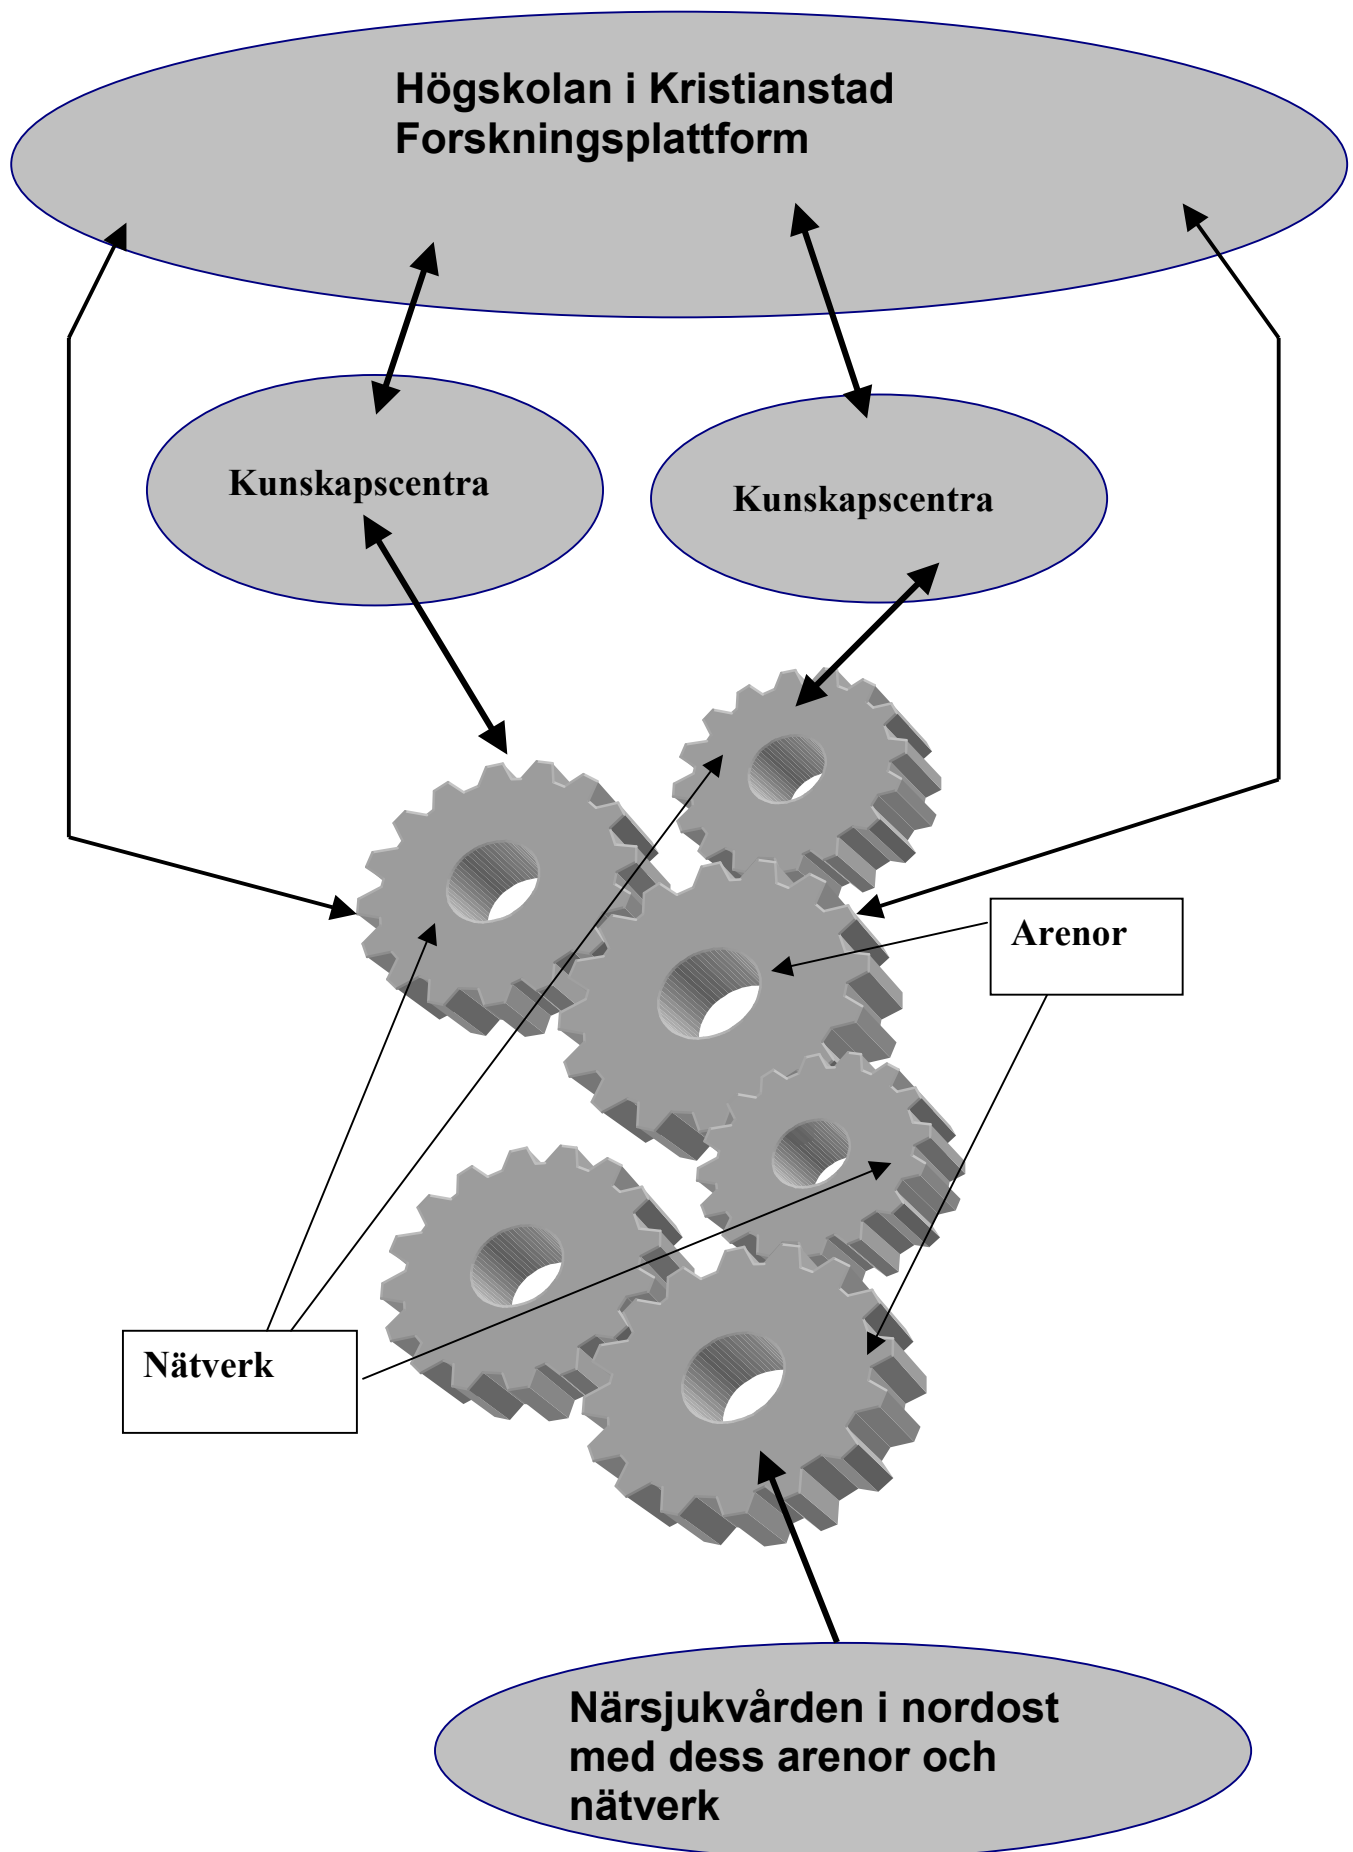 Högskolan i Kristianstad
Forskningsplattform
Kunskapscentra
Kunskapscentra
Arenor
Nätverk
Närsjukvården i nordost
med dess arenor och
nätverk